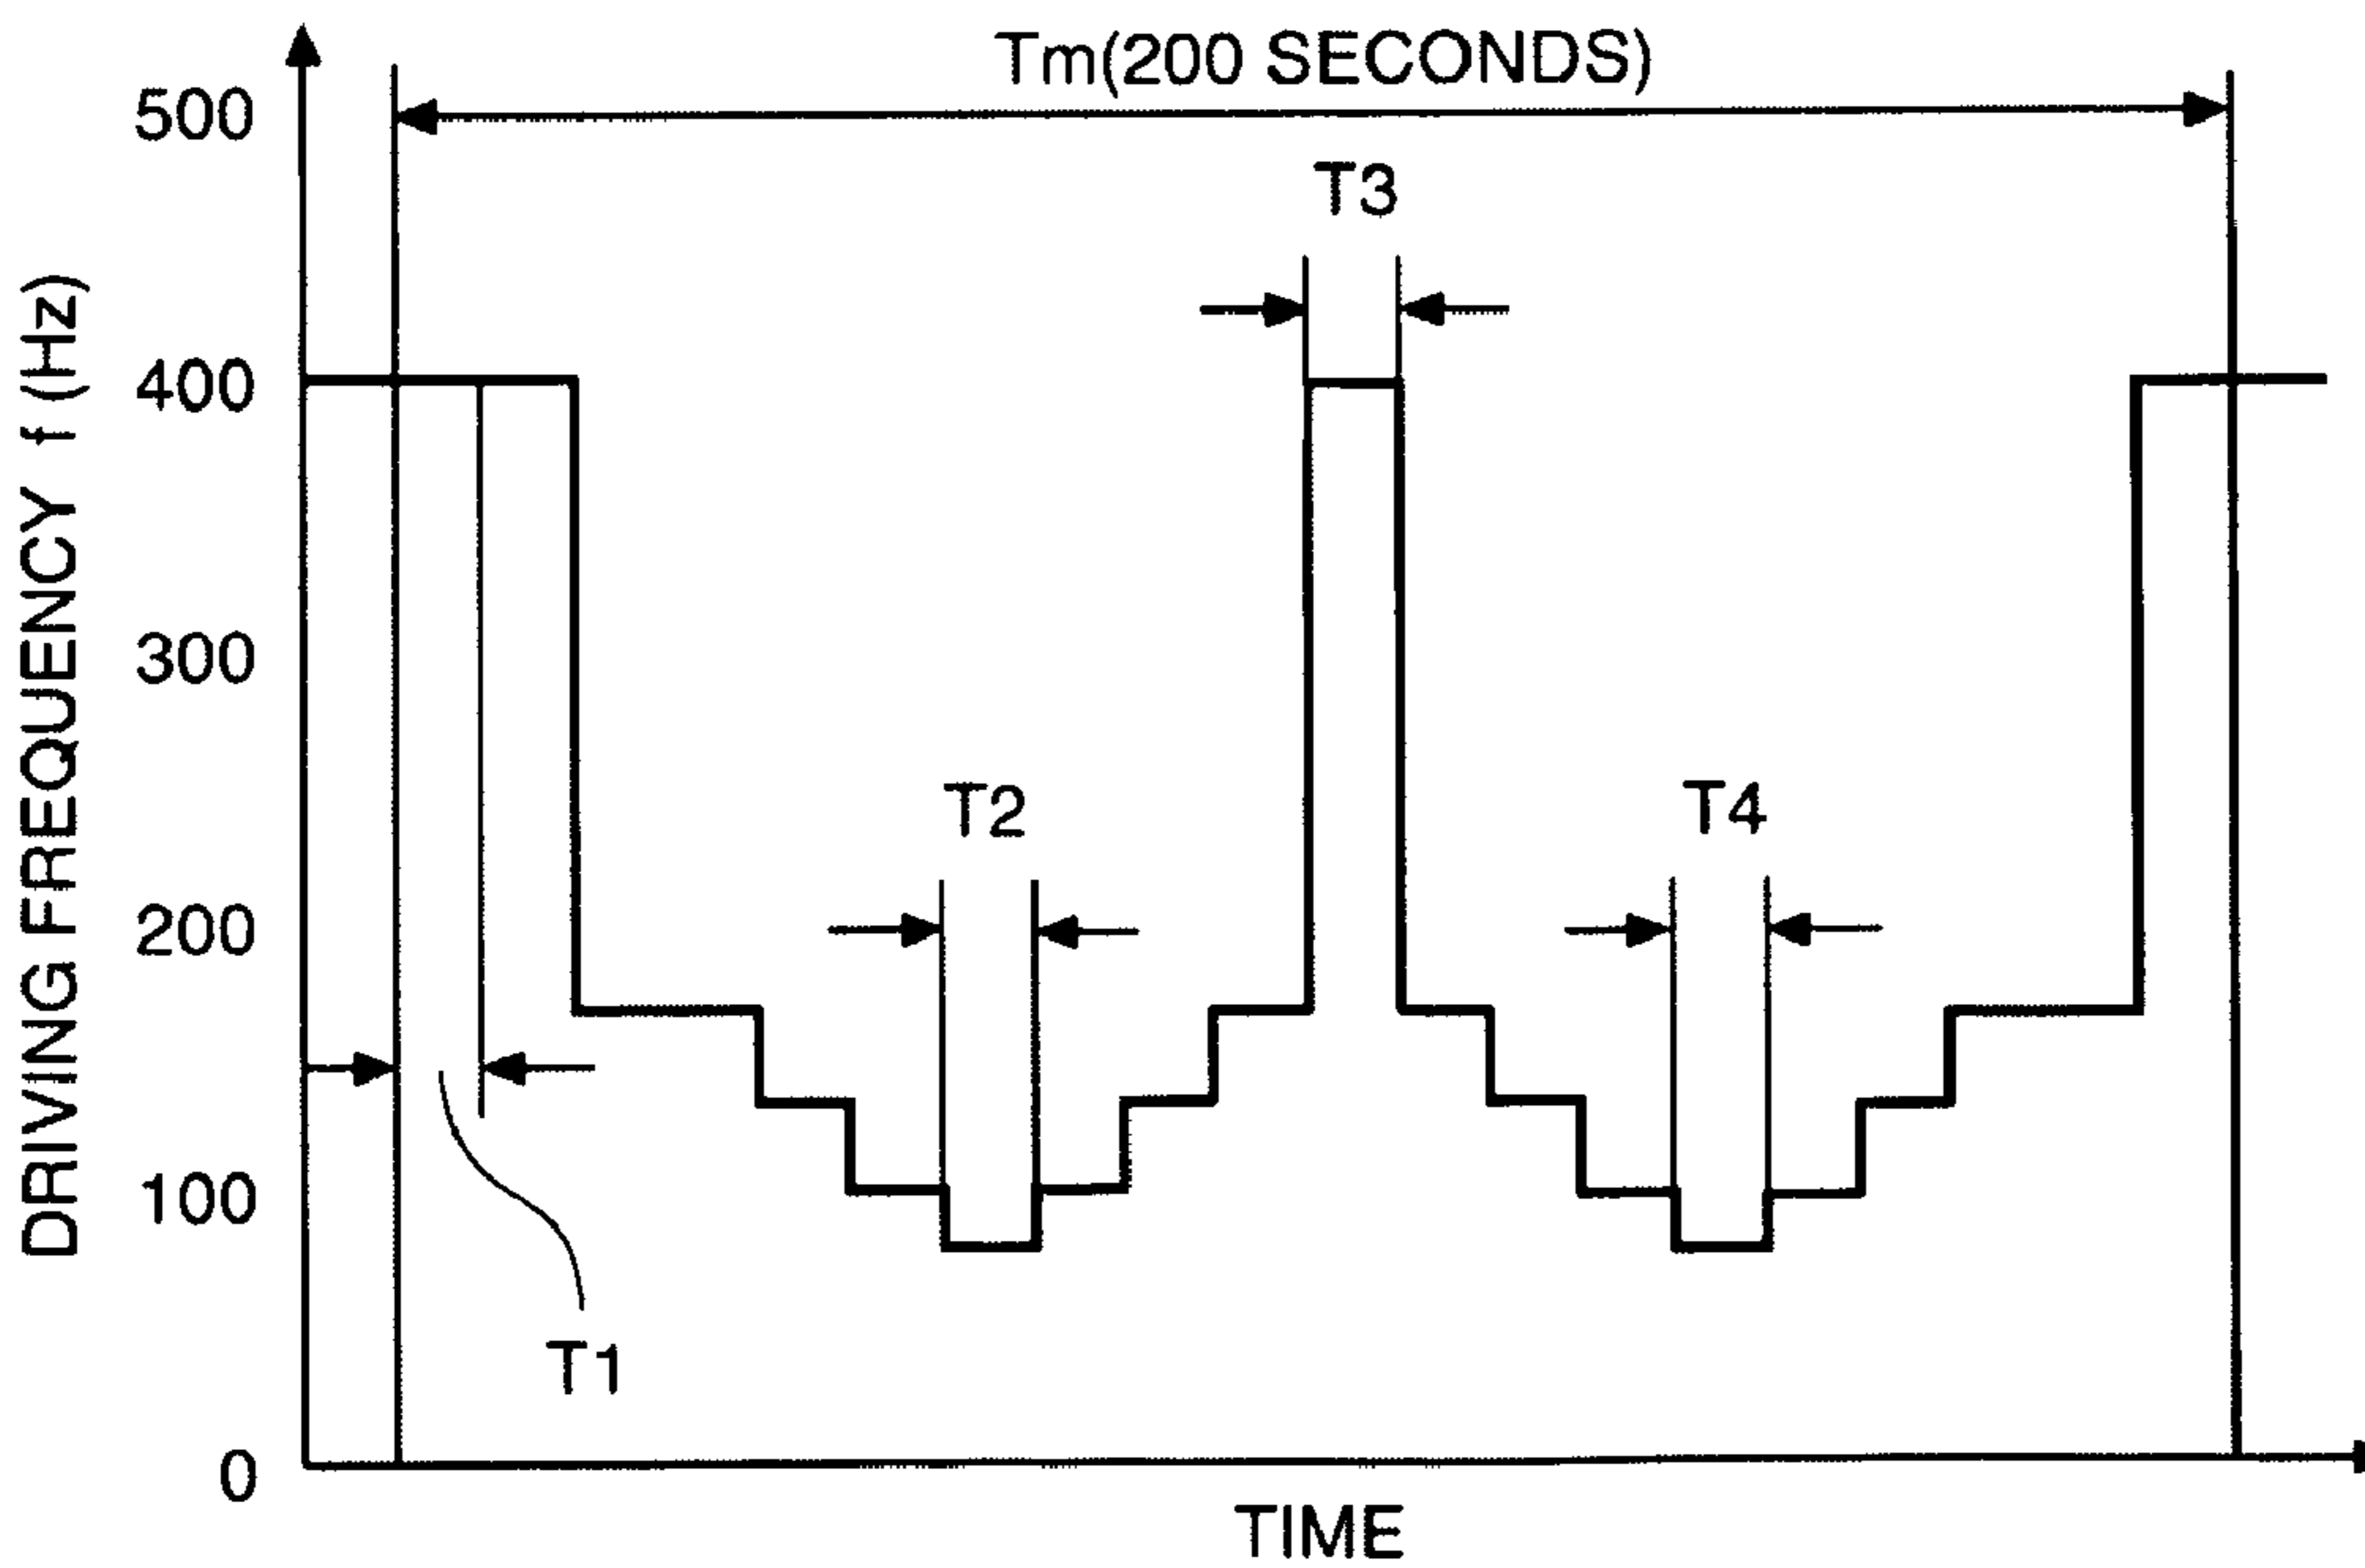 Tm(200 SECONDS)
500
T3
DRIVING FREQUENCY f (Hz)
400
300
T2
T4
200
100
T1
0
TIME